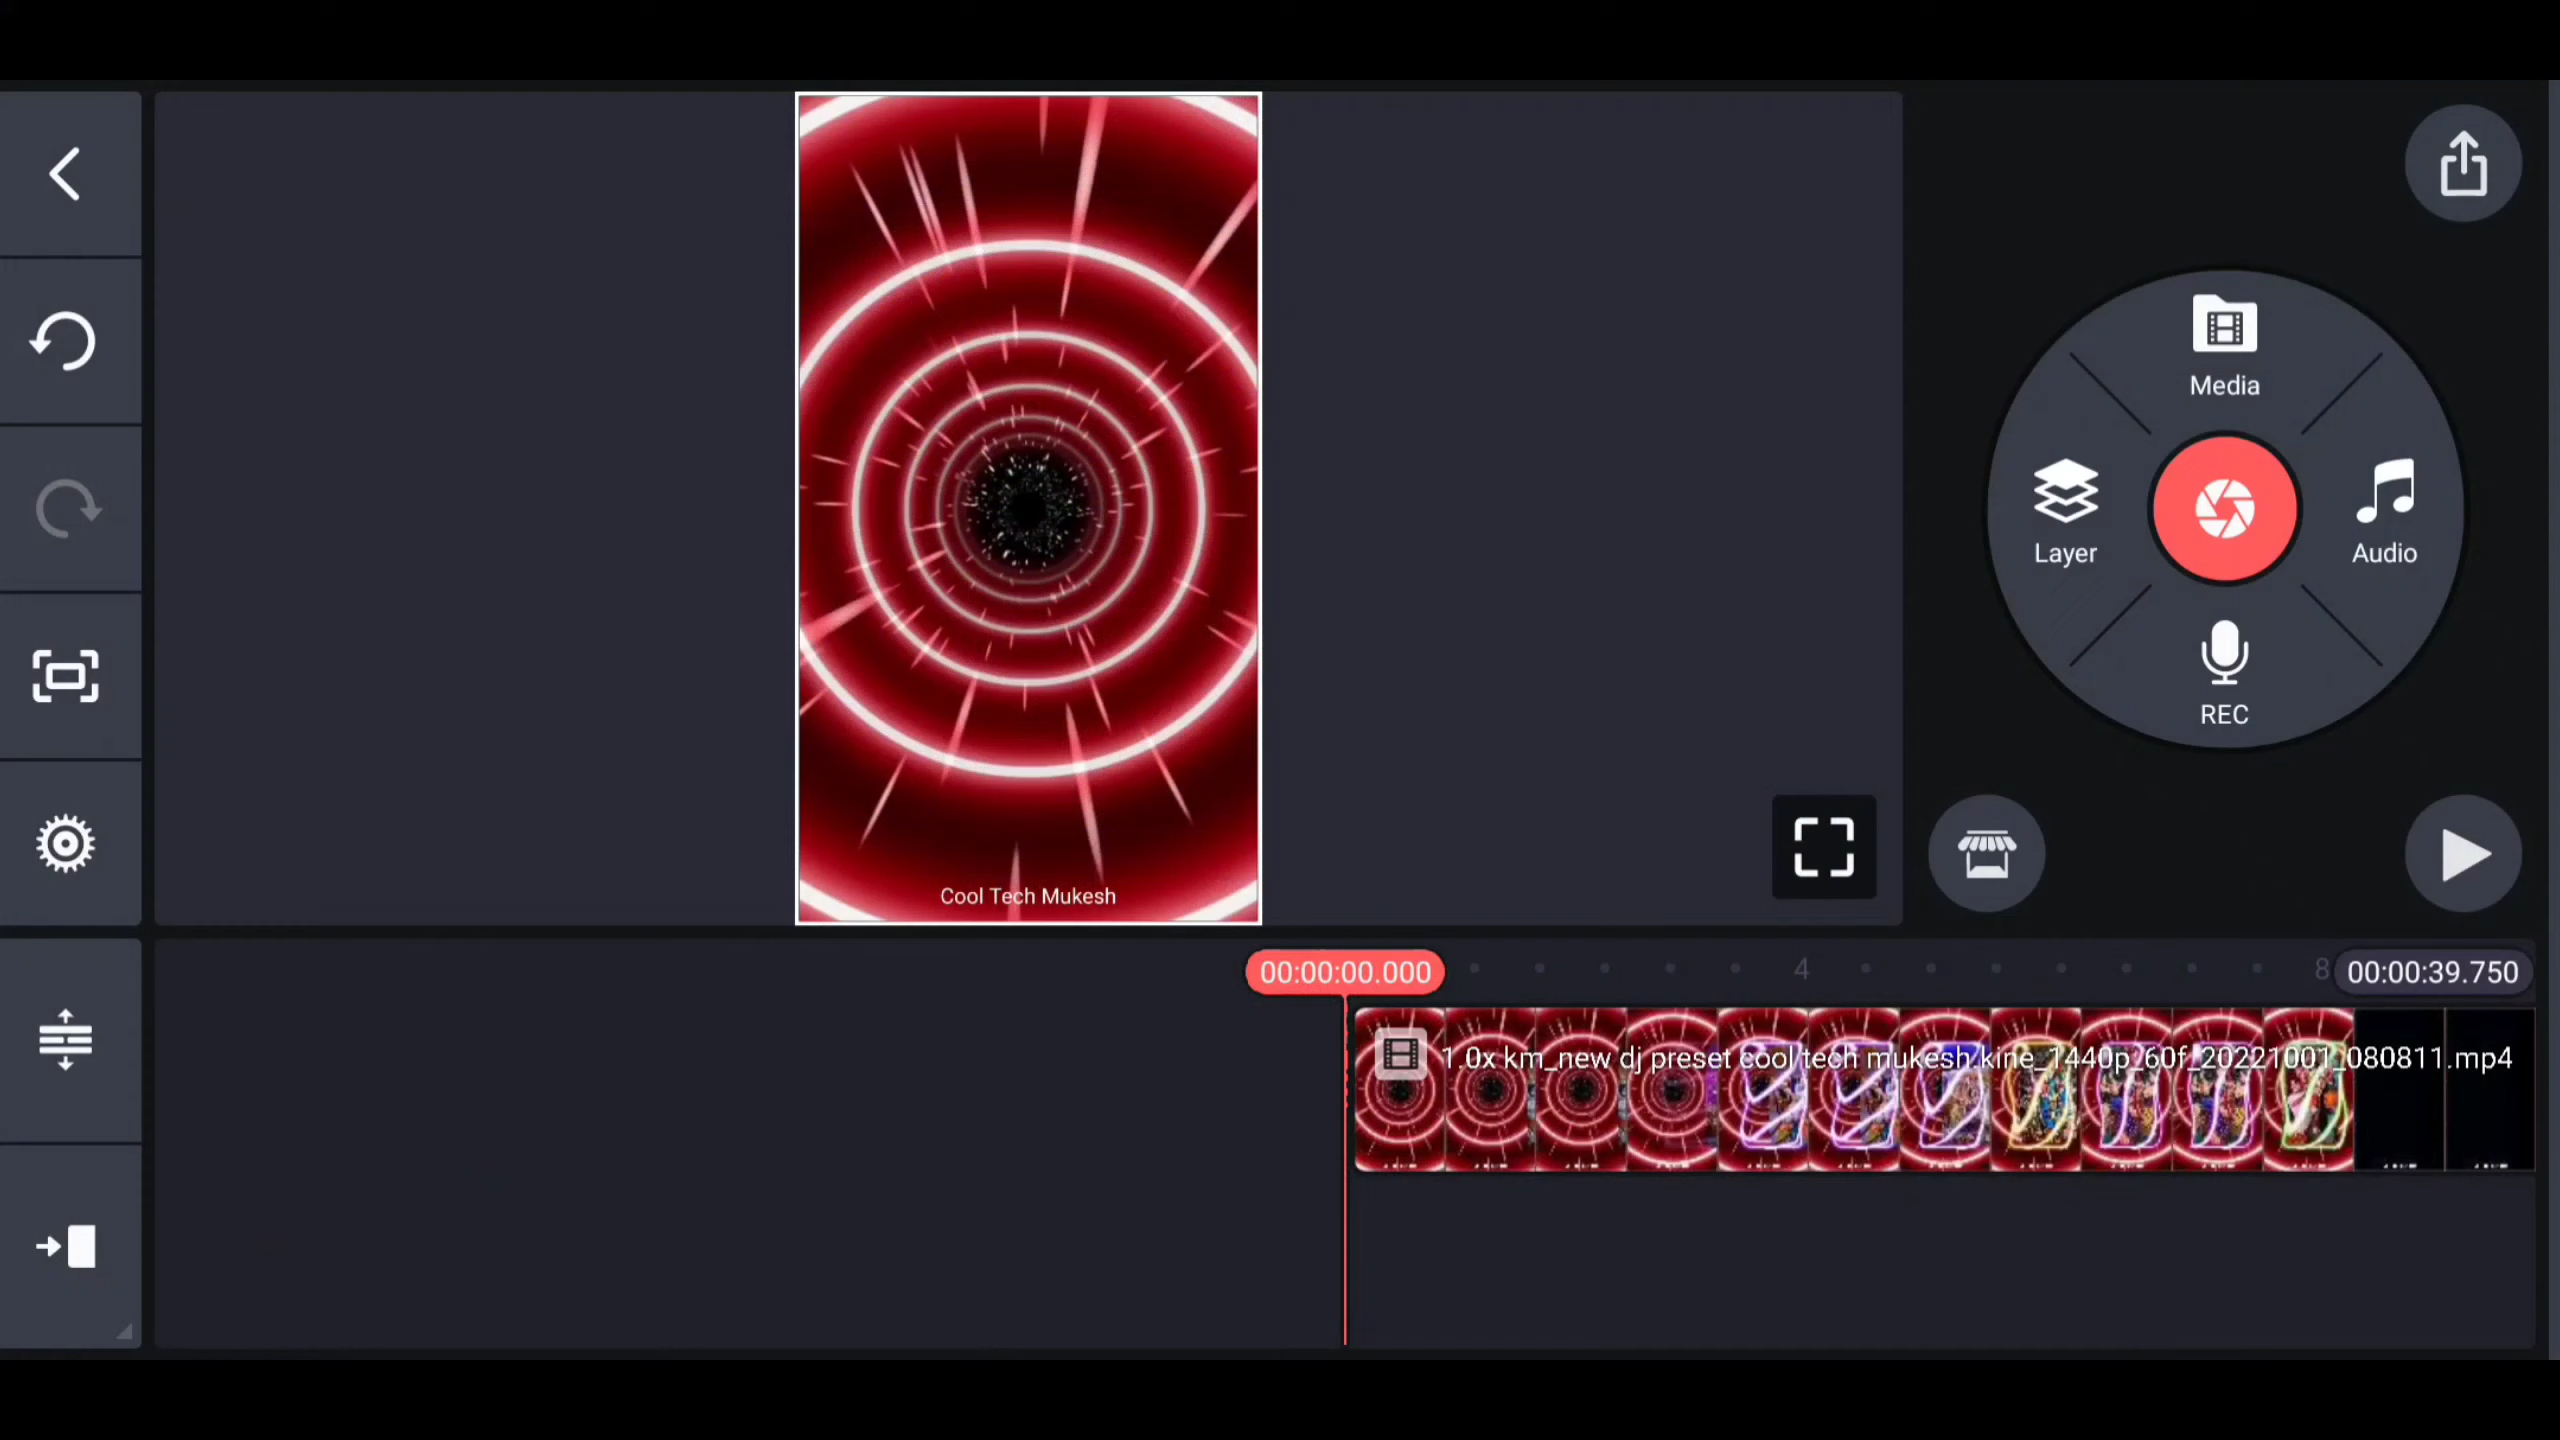 Media
Layer
Audio
REC
Cool Tech Mukesh
00:00:00.000
4
8
00:00:39.750
1.0x km_new dj preset cool tech mukesh.kine_1440p_60f_20221001_080811.mp4